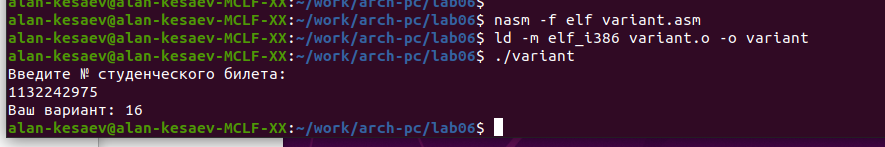 alan-kesaev@alan-kesaev-MCLF-XX:~/work/arch-pc/lab06$ nasm -f elf variant.asm
alan-kesaev@alan-kesaev-MCLF-XX:~/work/arch-pc/lab06$ ld -m elf_i386 variant.o -o variant
alan-kesaev@alan-kesaev-MCLF-XX:~/work/arch-pc/lab06$ ./variant
Введите № студенческого билета:
1132242975
Ваш вариант: 16
alan-kesaev@alan-kesaev-MCLF-XX:~/work/arch-pc/lab06$